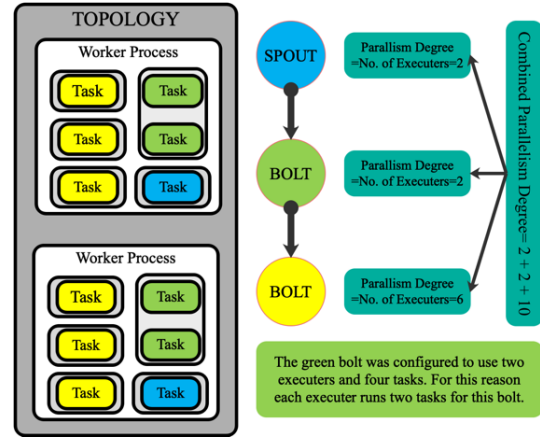 TOPOLOGY
Worker Process
Task
Task
Task
Task
Task
Task
Worker Process
Task
Task
Task
Task
Task
Task
SPOUT
BOLT
BOLT
Parallism Degree
=No. of Executers=2
Parallism Degree
=No. of Executers=2
Parallism Degree
=No. of Executers=6
Combined Parallelism Degree= 2 + 2 + 10
The green bolt was configured to use two
executers and four tasks. For this reason
each executer runs two tasks for this bolt.